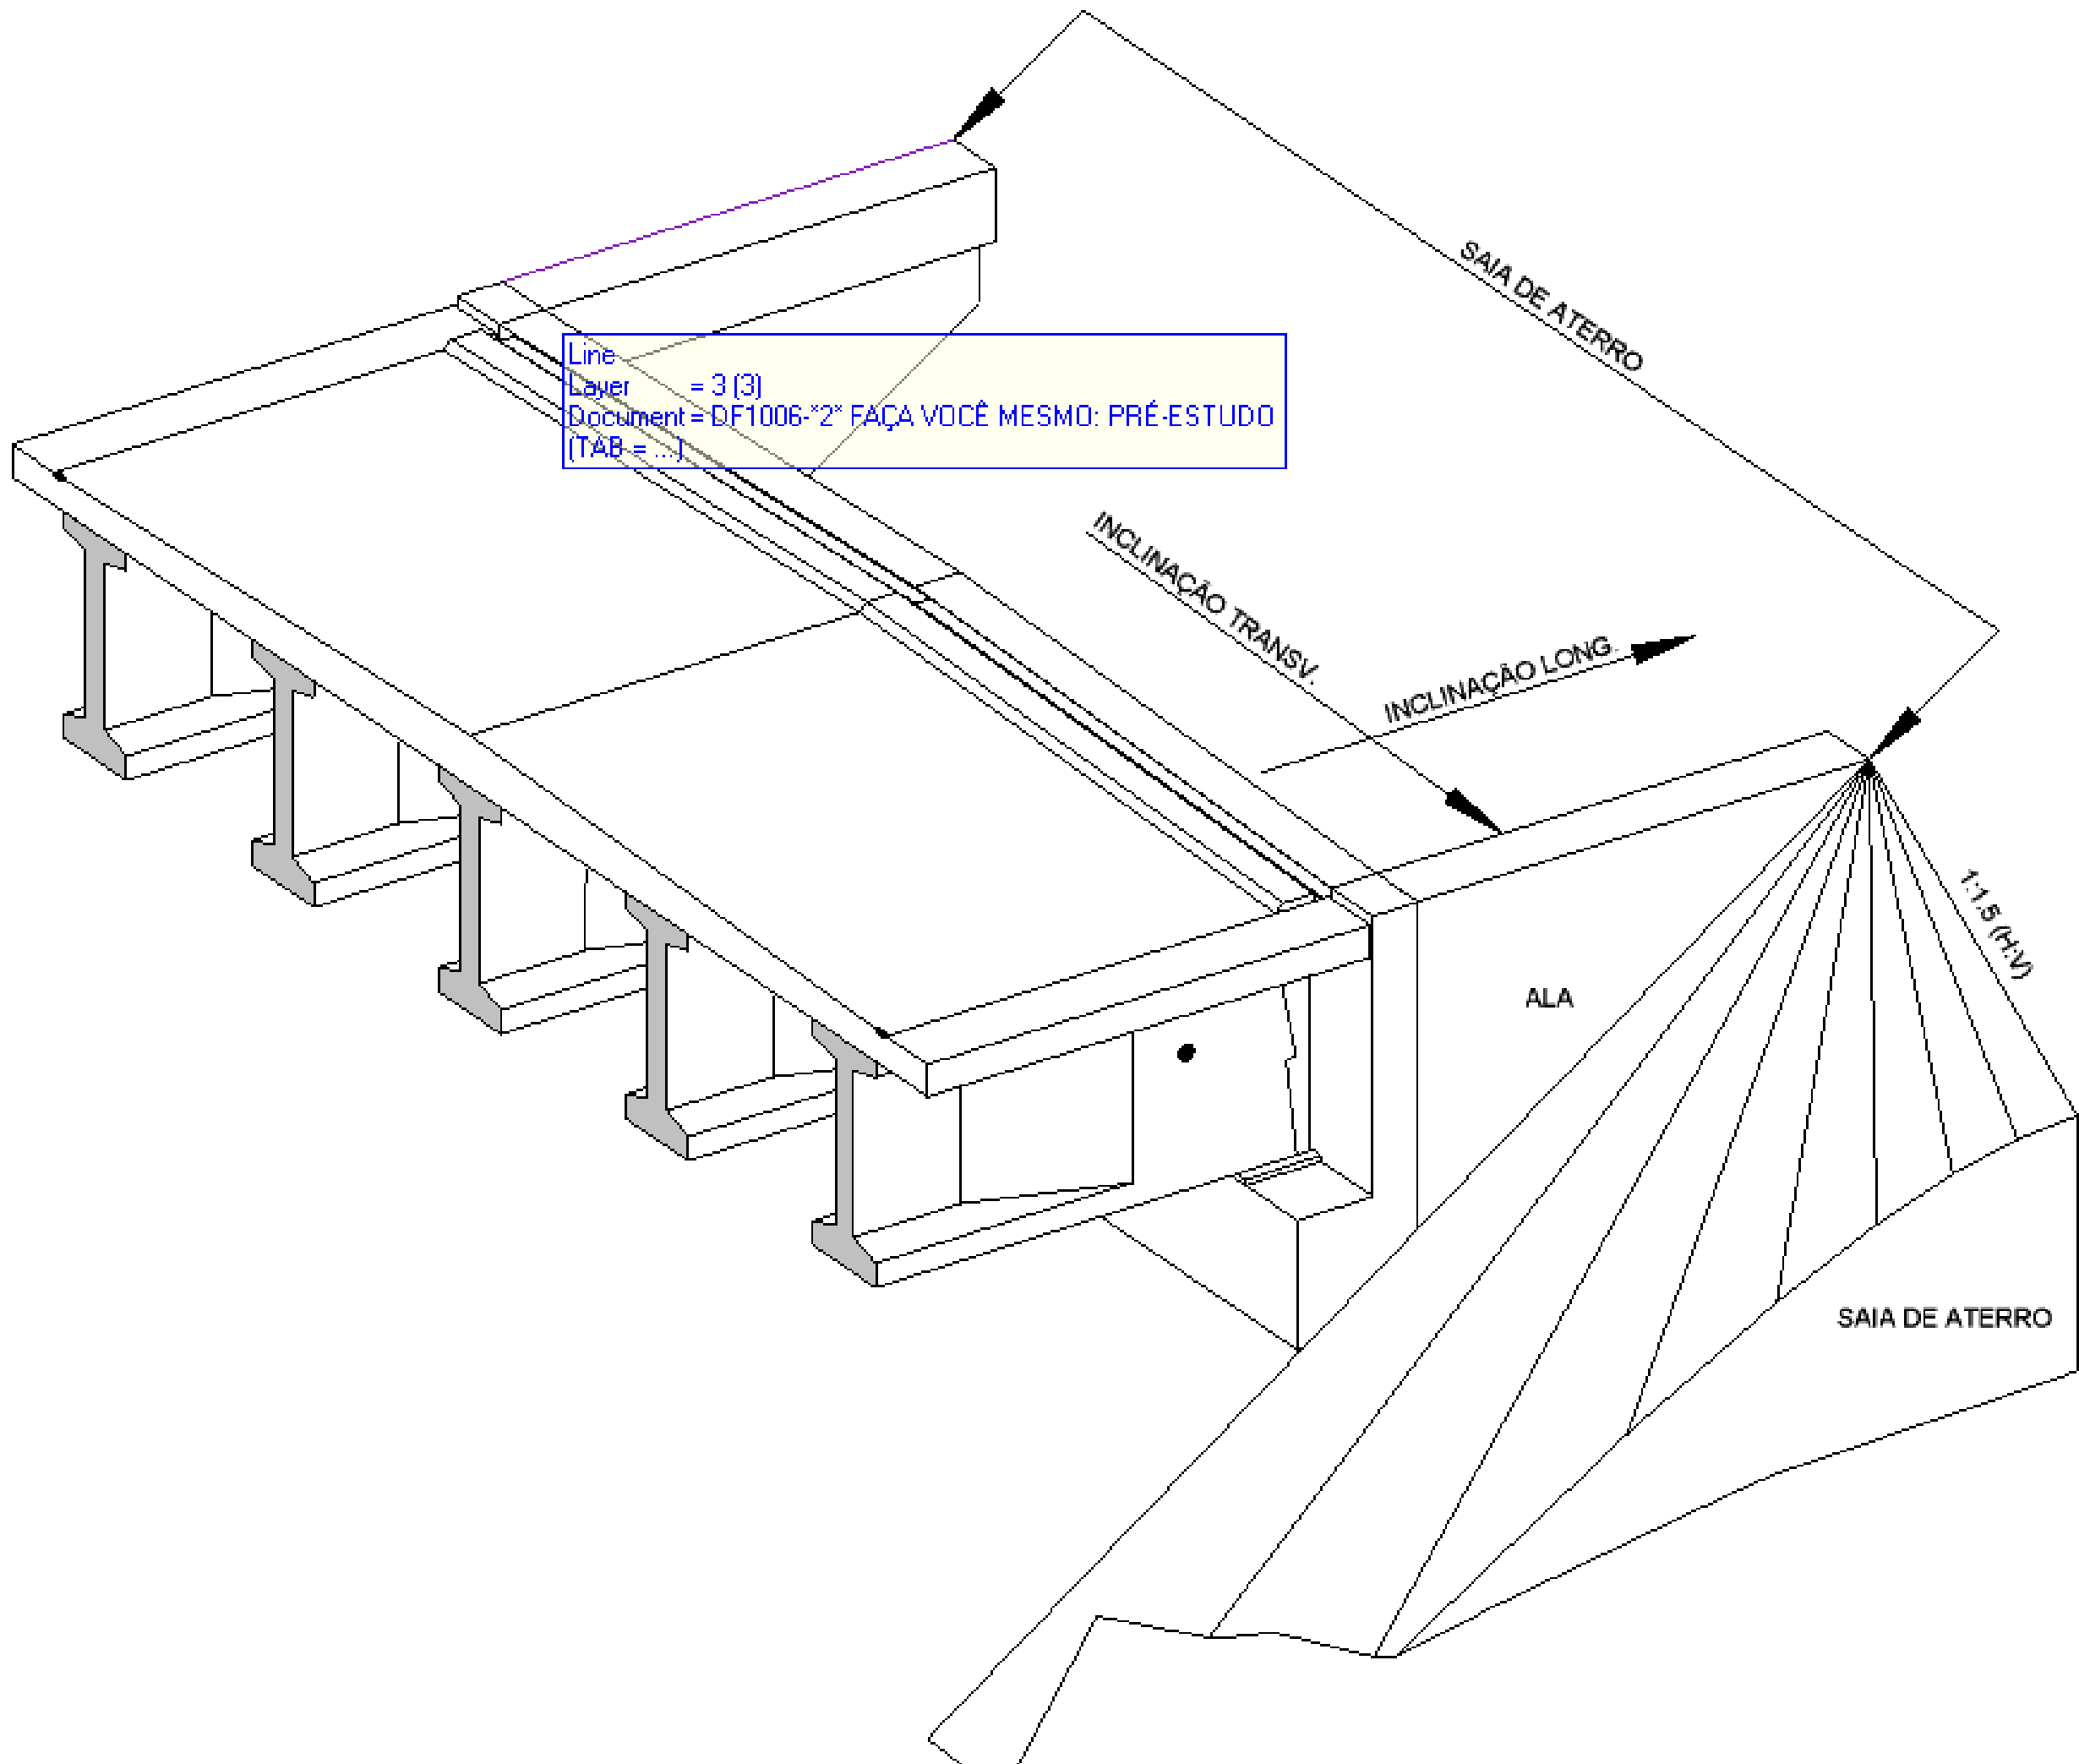 SAIA DE ATERRO
Line
Layer = 3 (3)
Document = DF1006-"2" FAÇA VOCÊ MESMO: PRÉ-ESTUDO
(TAB = ...)
INCLINAÇÃO TRANSV.
INCLINAÇÃO LONG.
1:1.5 (H:V)
ALA
SAIA DE ATERRO